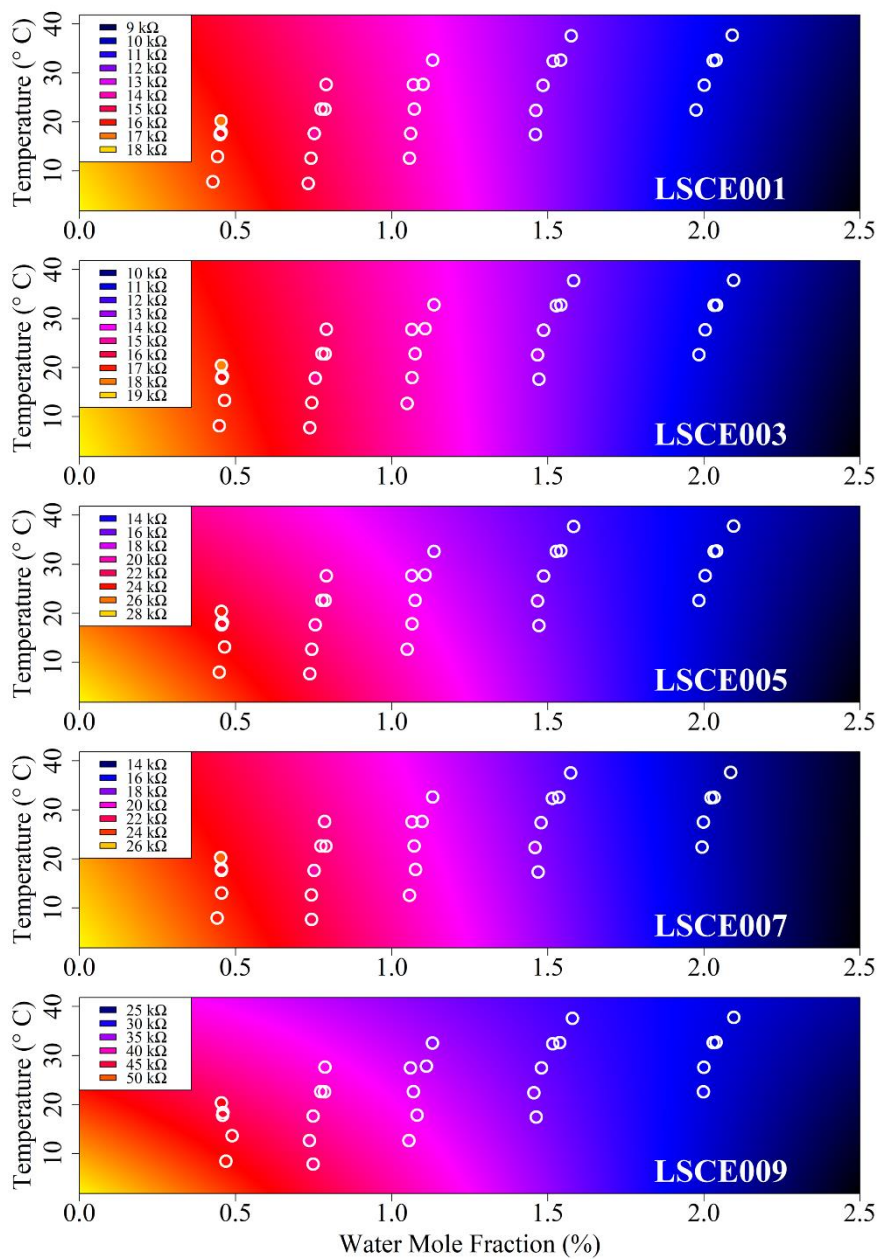 Temperature (° C)
10
20
30
40
9 kΩ
10 kΩ
11 kΩ
12 kΩ
13 kΩ
14 kΩ
15 kΩ
16 kΩ
17 kΩ
18 kΩ
LSCE001
0.0 0.5 1.0 1.5 2.0 2.5
Temperature (° C)
10
20
30
40
10 kΩ
11 kΩ
12 kΩ
13 kΩ
14 kΩ
15 kΩ
16 kΩ
17 kΩ
18 kΩ
19 kΩ
LSCE003
0.0 0.5 1.0 1.5 2.0 2.5
Temperature (° C)
10
20
30
40
14 kΩ
16 kΩ
18 kΩ
20 kΩ
22 kΩ
24 kΩ
26 kΩ
28 kΩ
LSCE005
0.0 0.5 1.0 1.5 2.0 2.5
Temperature (° C)
10
20
30
40
14 kΩ
16 kΩ
18 kΩ
20 kΩ
22 kΩ
24 kΩ
26 kΩ
LSCE007
0.0 0.5 1.0 1.5 2.0 2.5
Temperature (° C)
10
20
30
40
25 kΩ
30 kΩ
35 kΩ
40 kΩ
45 kΩ
50 kΩ
LSCE009
0.0 0.5 1.0 1.5 2.0 2.5
Water Mole Fraction (%)